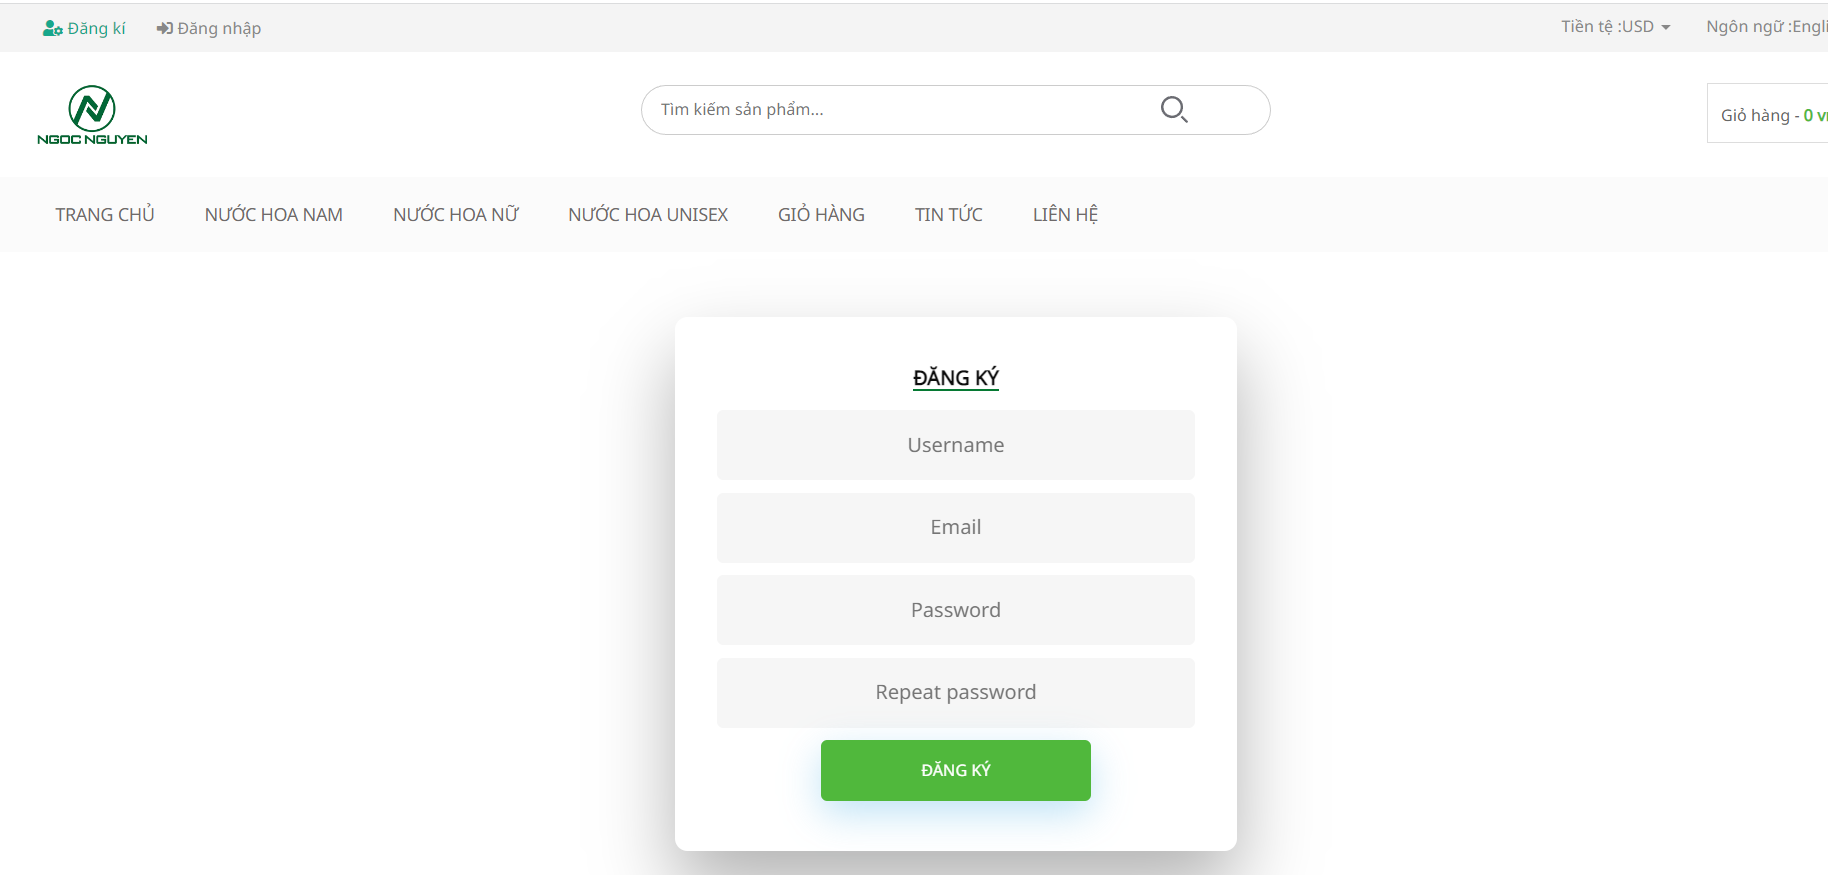 Đăng kí
Đăng nhập
Tiền tệ :USD
Ngôn ngữ :Engli
NGOC NGUYEN
Tìm kiếm sản phẩm...
Giỏ hàng - 0 v
TRANG CHỦ
NƯỚC HOA NAM
NƯỚC HOA NỮ
NƯỚC HOA UNISEX
GIỎ HÀNG
TIN TỨC
LIÊN HỆ
ĐĂNG KÝ
Username
Email
Password
Repeat password
ĐĂNG KÝ